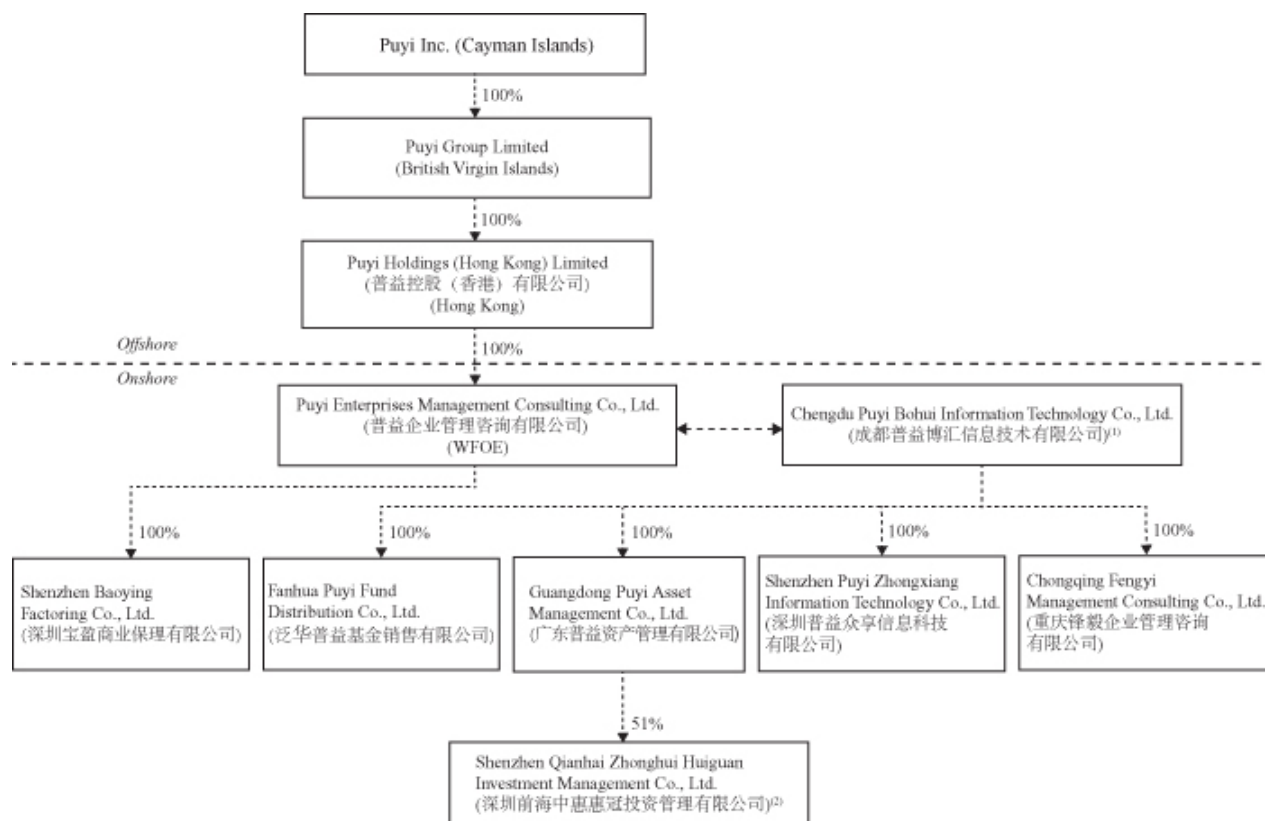 Puyi Inc. (Cayman Islands)
100%
Puyi Group Limited
(British Virgin Islands)
100%
Puyi Holdings (Hong Kong) Limited
(普益控股（香港）有限公司)
(Hong Kong)
Offshore
100%
Onshore
Puyi Enterprises Management Consulting Co., Ltd.
(普益企业管理咨询有限公司)
(WFOE)
Chengdu Puyi Bohui Information Technology Co., Ltd.
(成都普益博汇信息技术有限公司)(1)
100%
100%
100%
100%
100%
Shenzhen Baoying
Factoring Co., Ltd.
(深圳宝盈商业保理有限公司)
Fanhua Puyi Fund
Distribution Co., Ltd.
(泛华普益基金销售有限公司)
Guangdong Puyi Asset
Management Co., Ltd.
(广东普益资产管理有限公司)
Shenzhen Puyi Zhongxiang
Information Technology Co., Ltd.
(深圳普益众享信息科技
有限公司)
Chongqing Fengyi
Management Consulting Co., Ltd.
(重庆锋毅企业管理咨询
有限公司)
51%
Shenzhen Qianhai Zhonghui Huiguan
Investment Management Co., Ltd.
(深圳前海中惠惠冠投资管理有限公司)(2)